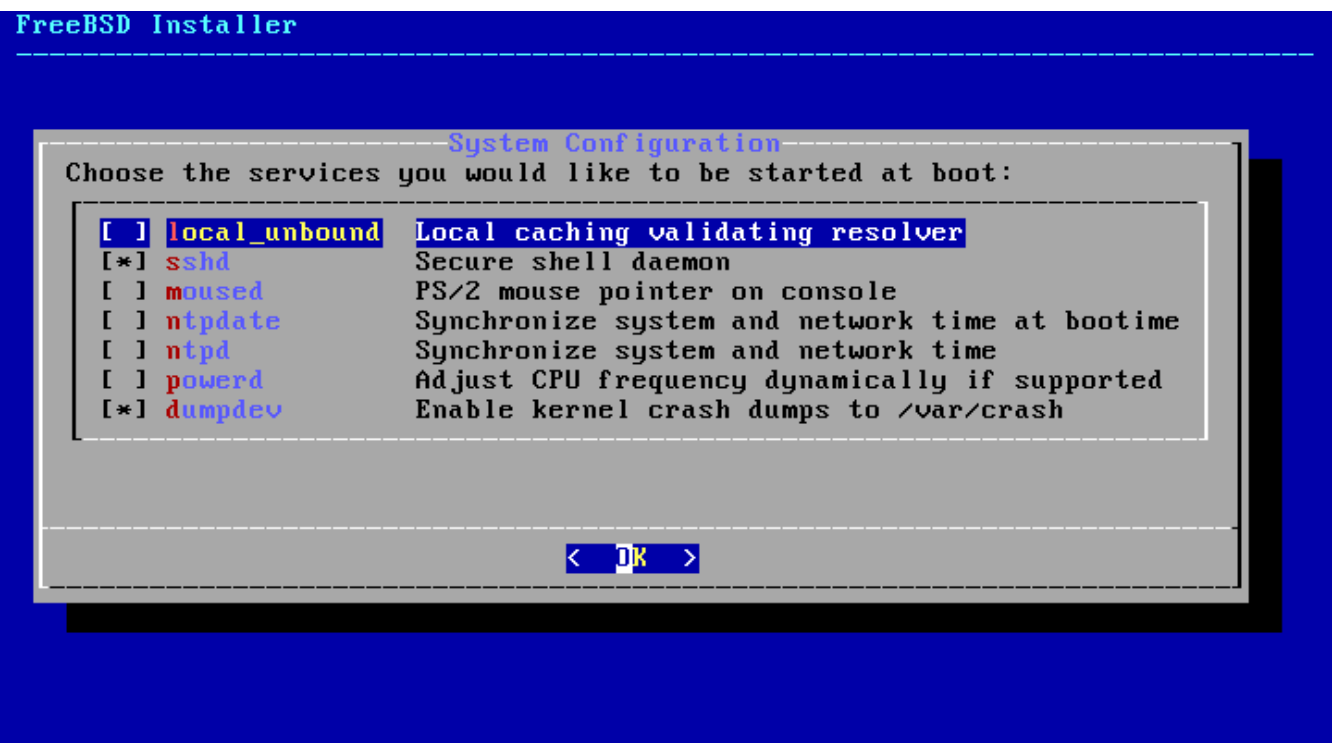 FreeBSD Installer
System Configuration
Choose the services you would like to be started at boot:
[ ] local_unbound Local caching validating resolver
[*] sshd Secure shell daemon
[ ] moused PS/2 mouse pointer on console
[ ] ntpdate Synchronize system and network time at bootime
[ ] ntpd Synchronize system and network time
[ ] powerd Adjust CPU frequency dynamically if supported
[*] dumpdev Enable kernel crash dumps to /var/crash
< OK >